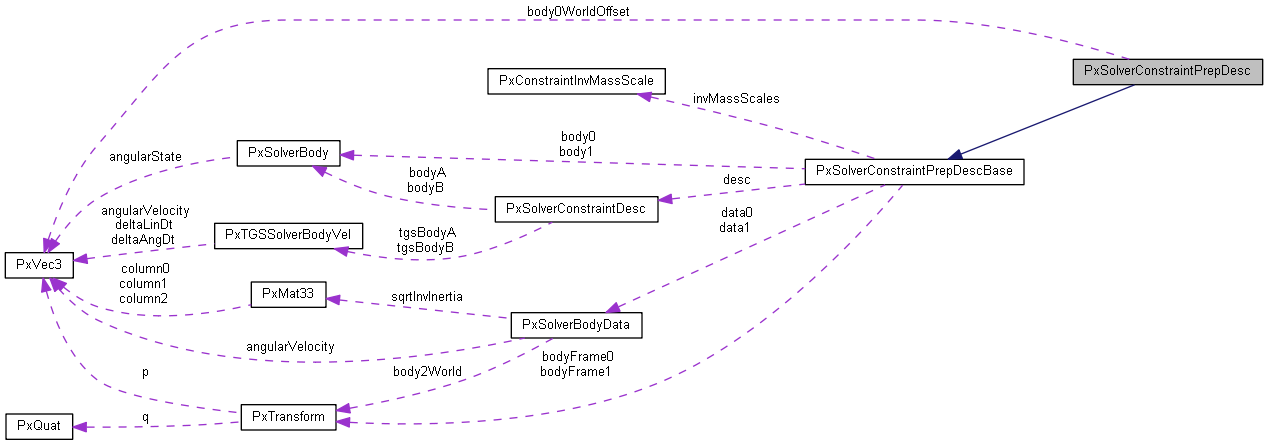 body0WorldOffset
PxSolverConstraintPrepDesc
PxConstraintInvMassScale
invMassScales
body0
body1
PxSolverBody
angularState
PxSolverConstraintPrepDescBase
bodyA
bodyB
desc
PxSolverConstraintDesc
angularVelocity
deltaLinDt
deltaAngDt
data0
data1
PxTGSSolverBodyVel
tgsBodyA
tgsBodyB
PxVec3
column0
column1
column2
PxMat33
sqrtInvInertia
PxSolverBodyData
angularVelocity
bodyFrame0
bodyFrame1
p
body2World
PxTransform
q
PxQuat